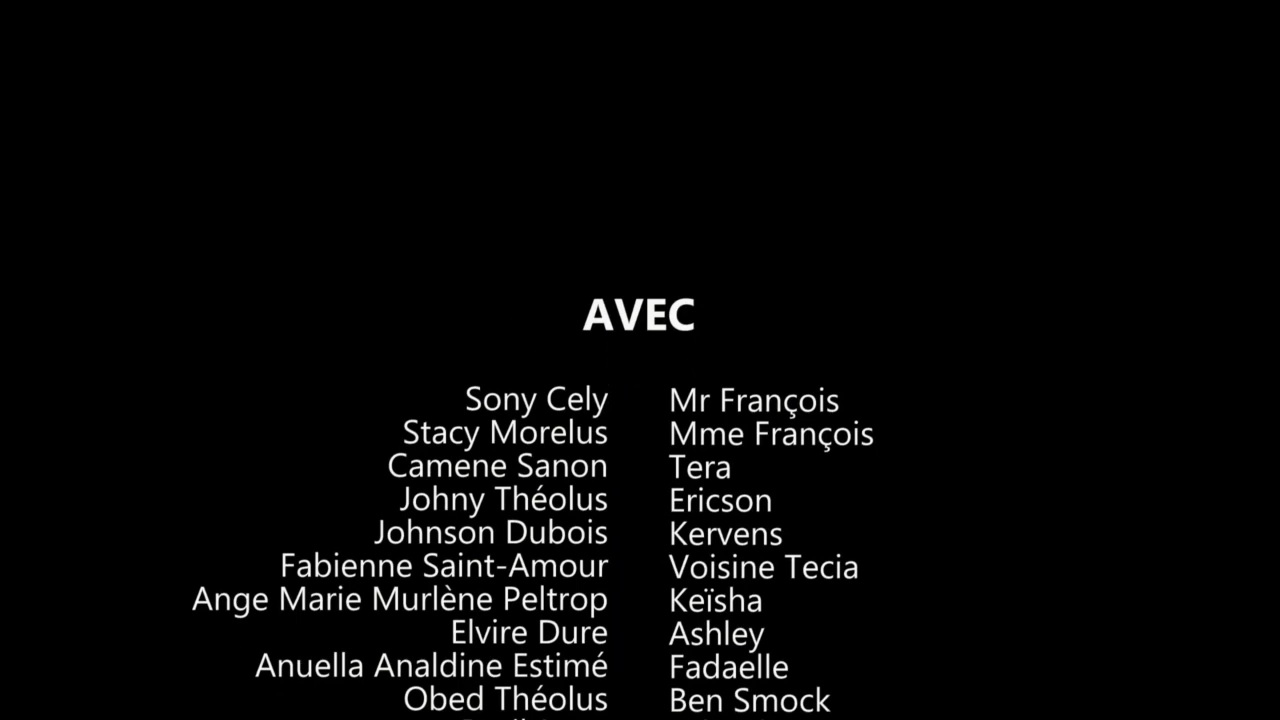 AVEC
Sony Cely Mr François
Stacy Morelus Mme François
Camene Sanon Tera
Johny Théolus Ericson
Johnson Dubois Kervens
Fabienne Saint-Amour Voisine Tecia
Ange Marie Murlène Peltrop Keïsha
Elvire Dure Ashley
Anuella Analdine Estimé Fadaelle
Obed Théolus Ben Smock